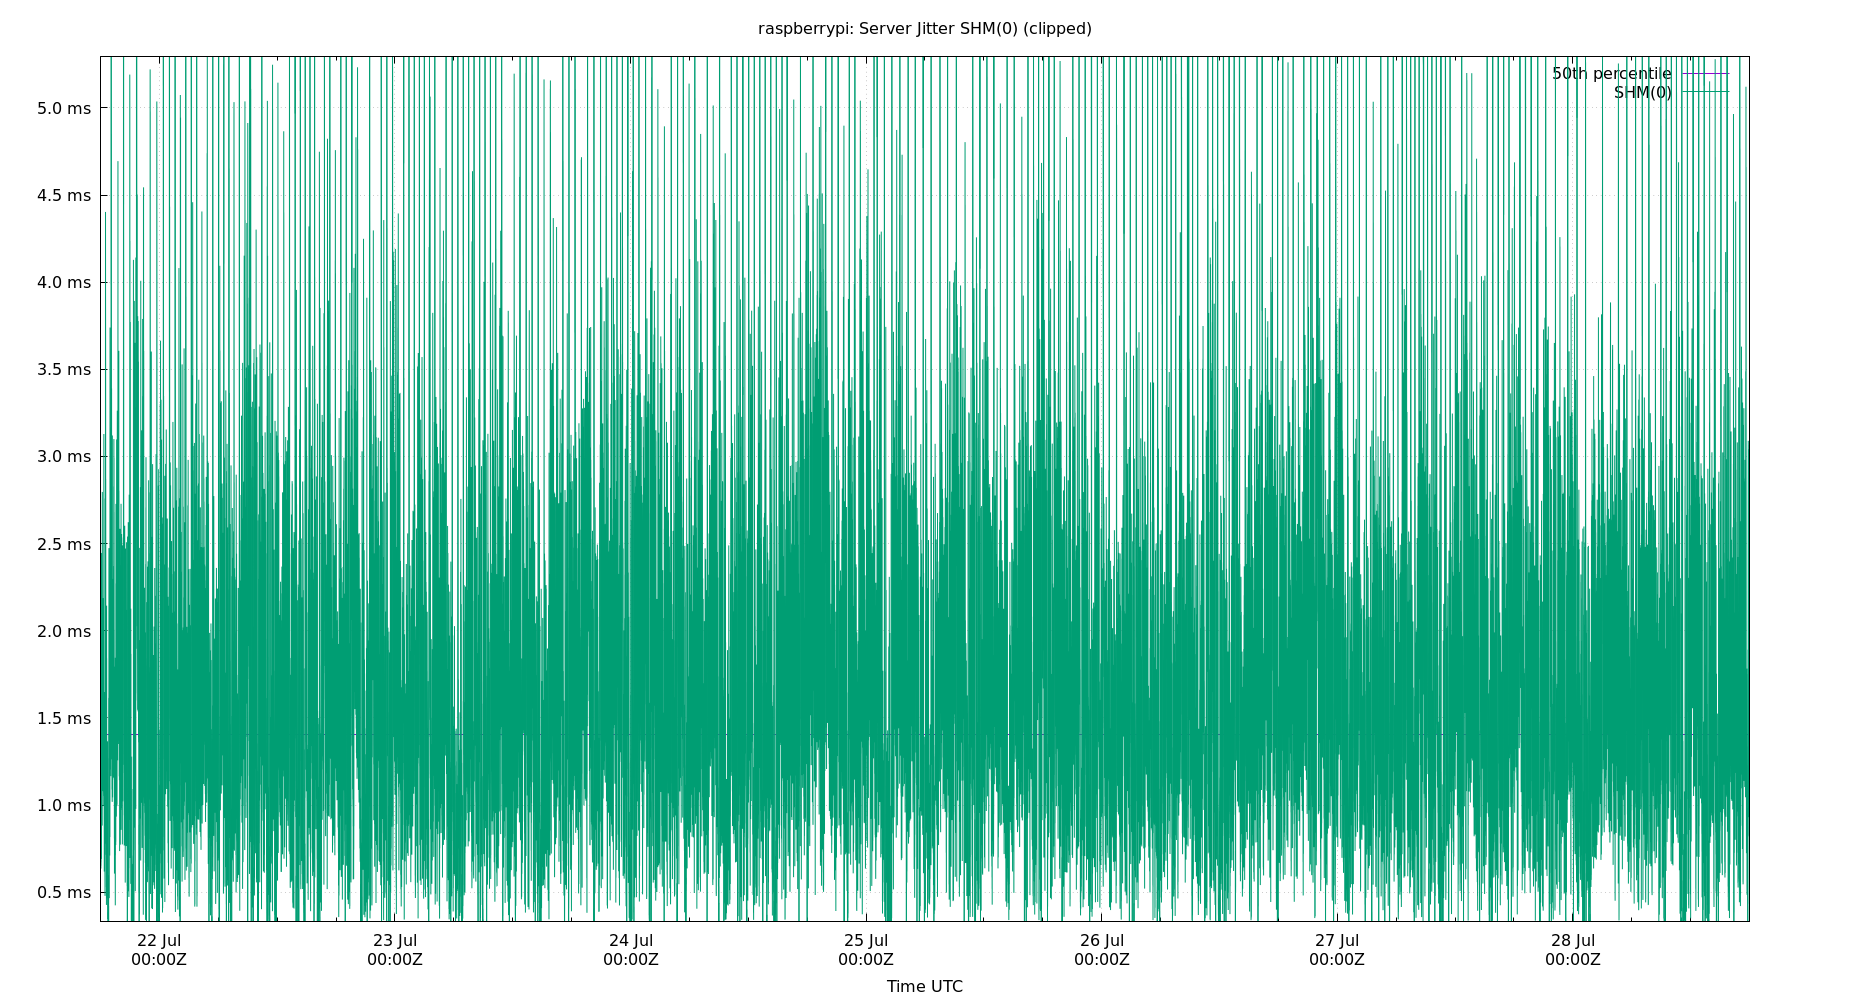 raspberrypi: Server Jitter SHM(0) (clipped)
50th percentile
SHM(0)
5.0 ms
4.5 ms
4.0 ms
3.5 ms
3.0 ms
2.5 ms
2.0 ms
1.5 ms
1.0 ms
0.5 ms
22 Jul 23 Jul 24 Jul 25 Jul 26 Jul 27 Jul 28 Jul
00:00Z 00:00Z 00:00Z 00:00Z 00:00Z 00:00Z 00:00Z
Time UTC